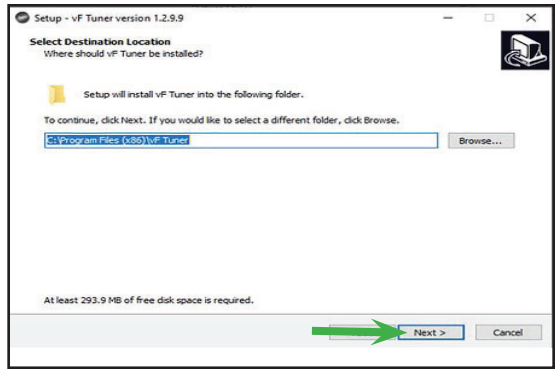 Setup - vF Tuner version 1.2.9.9
Select Destination Location
Where should vF Tuner be installed?
Setup will install vF Tuner into the following folder.
To continue, click Next. If you would like to select a different folder, click Browse.
C:\Program Files (x86)\vF Tuner
Browse...
At least 293.9 MB of free disk space is required.
Next >
Cancel